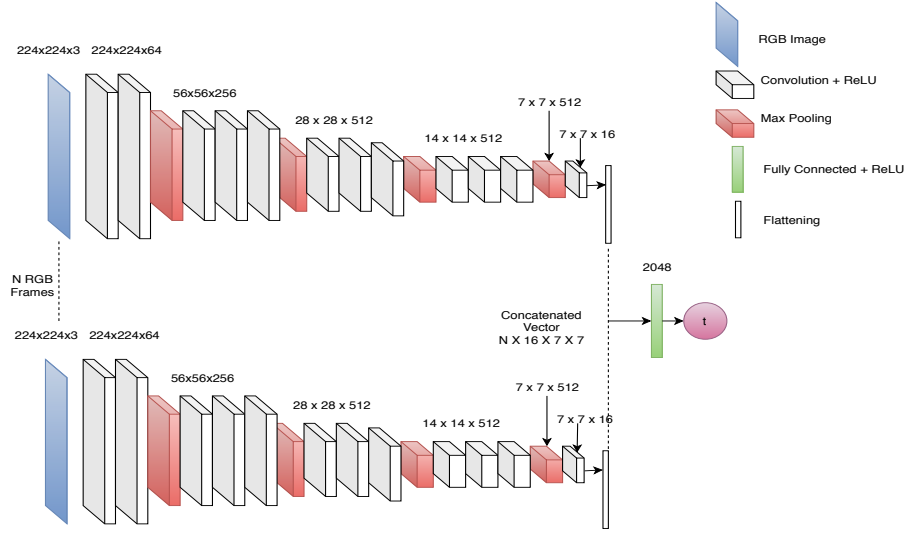 224x224x3
224x224x64
56x56x256
28 x 28 x 512
14 x 14 x 512
7 x 7 x 512
7 x 7 x 16
RGB Image
Convolution + ReLU
Max Pooling
Fully Connected + ReLU
Flattening
N RGB
Frames
Concatenated
Vector
N X 16 X 7 X 7
2048
t
224x224x3
224x224x64
56x56x256
28 x 28 x 512
14 x 14 x 512
7 x 7 x 512
7 x 7 x 16